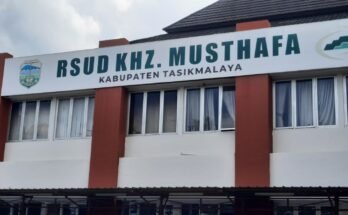 RSUD KHZ. MUSTHAFA
KABUPATEN TASIKMALAYA